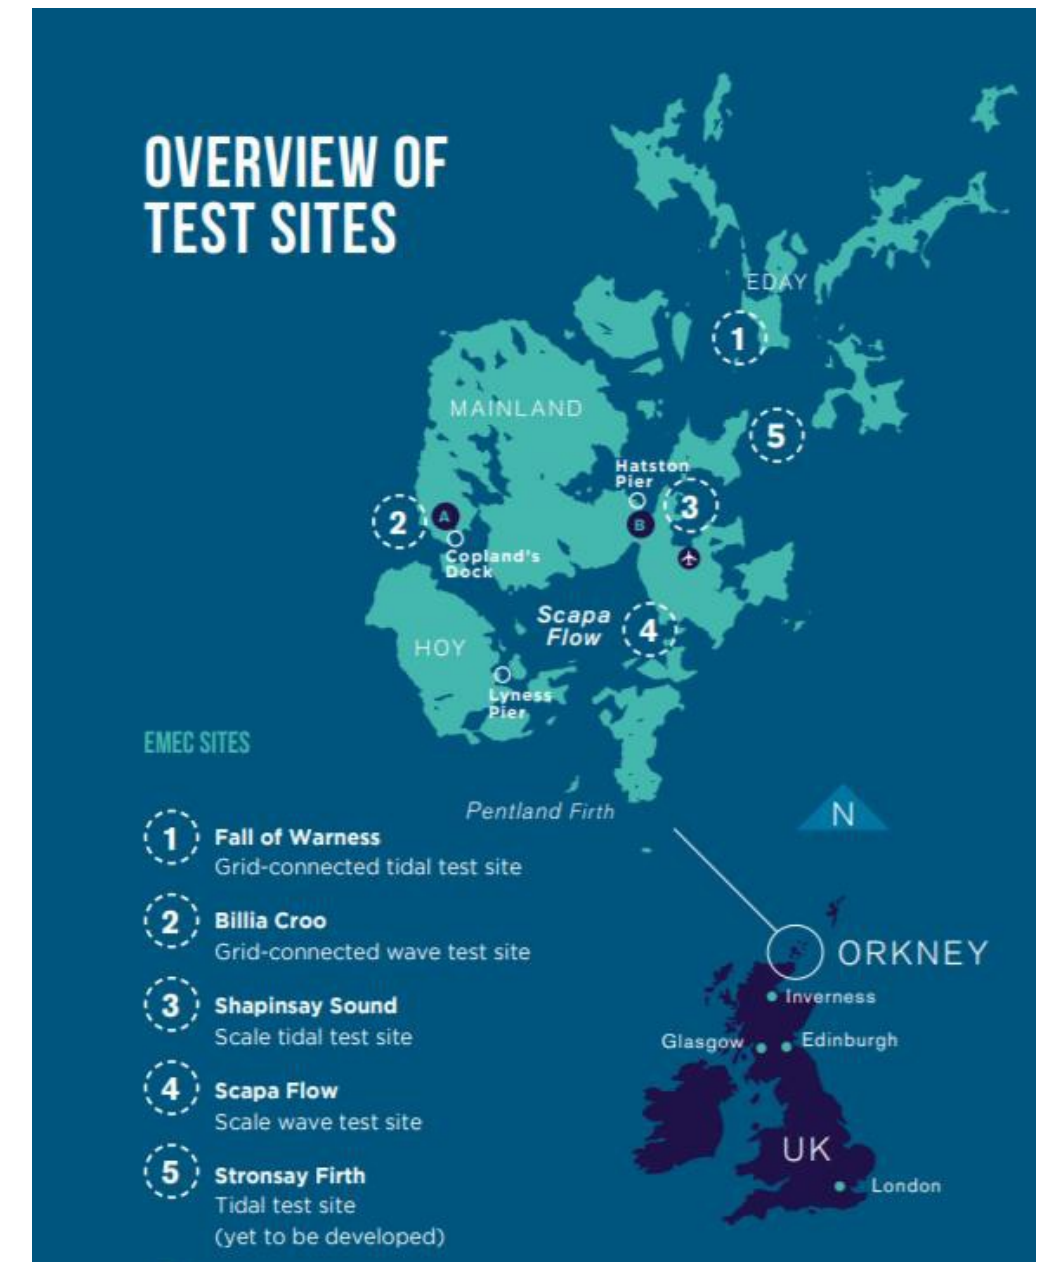 OVERVIEW OF
TEST SITES
EDAY
1
MAINLAND
5
Hatston
Pier
3
2
A
B
Copland's
Dock
Scapa
Flow
4
HOY
Lyness
Pier
EMEC SITES
Pentland Firth
N
1
Fall of Warness
Grid-connected tidal test site
2
Billia Croo
Grid-connected wave test site
ORKNEY
Inverness
3
Shapinsay Sound
Scale tidal test site
Glasgow
Edinburgh
4
Scapa Flow
Scale wave test site
UK
5
Stronsay Firth
Tidal test site
(yet to be developed)
London